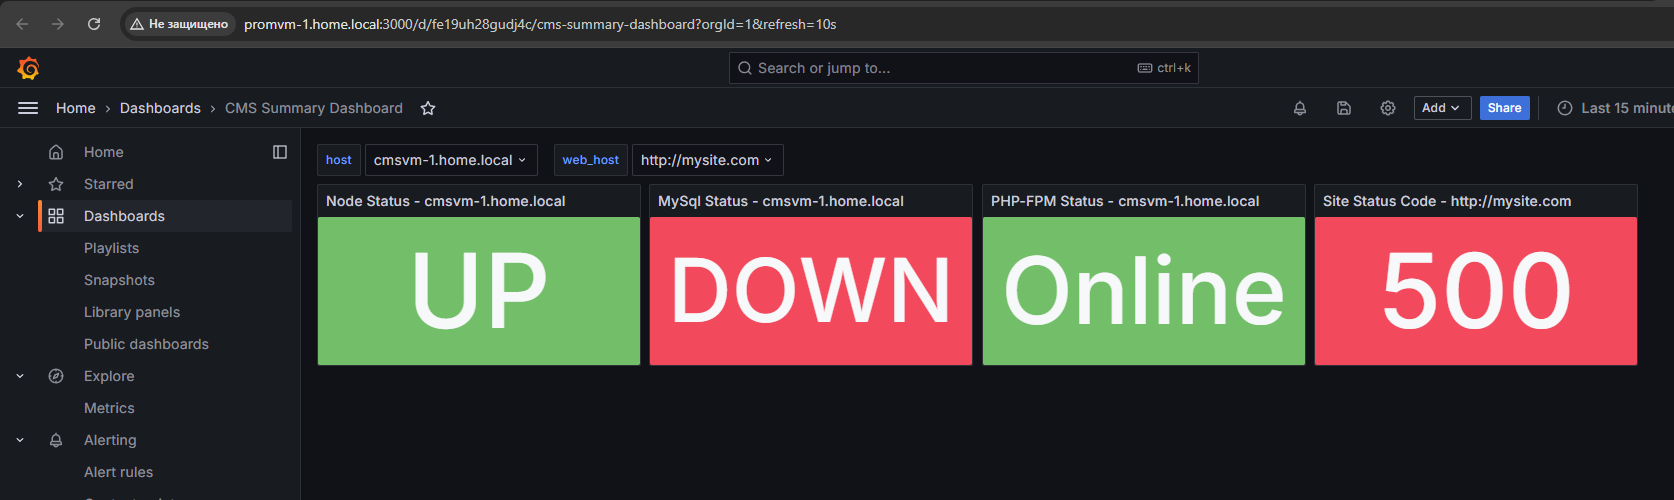 Не защищено promvm-1.home.local:3000/d/fe19uh28gudj4c/cms-summary-dashboard?orgId=1&refresh=10s
Search or jump to... ctrl+k
Home › Dashboards › CMS Summary Dashboard Add Share Last 15
Home
Starred
Dashboards
Playlists
Snapshots
Library panels
Public dashboards
Explore
Metrics
Alerting
Alert rules
host cmsvm-1.home.local web_host http://mysite.com
Node Status - cmsvm-1.home.local
UP
MySql Status - cmsvm-1.home.local
DOWN
PHP-FPM Status - cmsvm-1.home.local
Online
Site Status Code - http://mysite.com
500